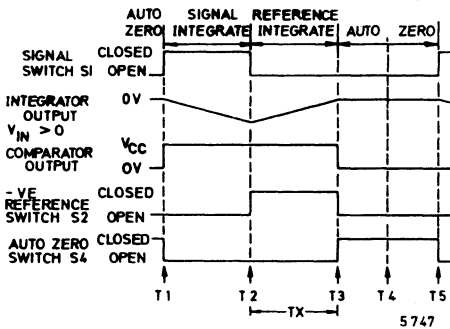 AUTO ZERO
SIGNAL INTEGRATE
REFERENCE INTEGRATE
AUTO ZERO
SIGNAL SWITCH S1
CLOSED
OPEN
INTEGRATOR OUTPUT
V IN > 0
0V
COMPARATOR OUTPUT
VCC
0V
-VE REFERENCE SWITCH S2
CLOSED
OPEN
AUTO ZERO SWITCH S4
CLOSED
OPEN
T1
T2
T3
T4
T5
TX
5747